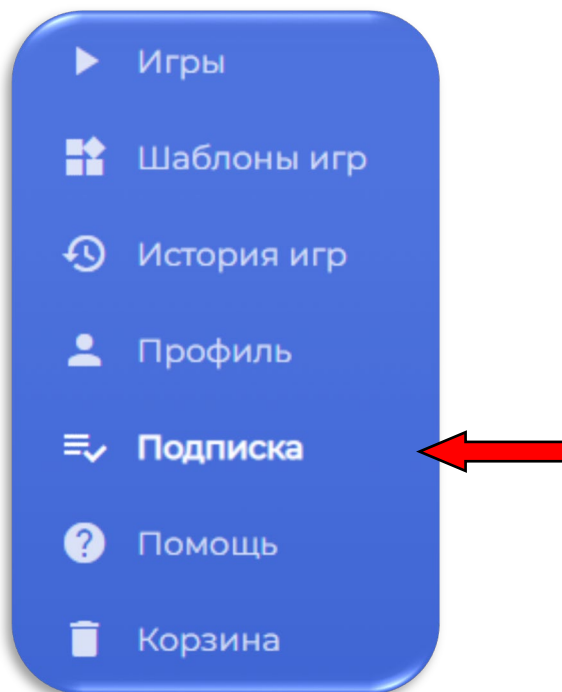 Игры
Шаблоны игр
История игр
Профиль
Подписка
Помощь
Корзина